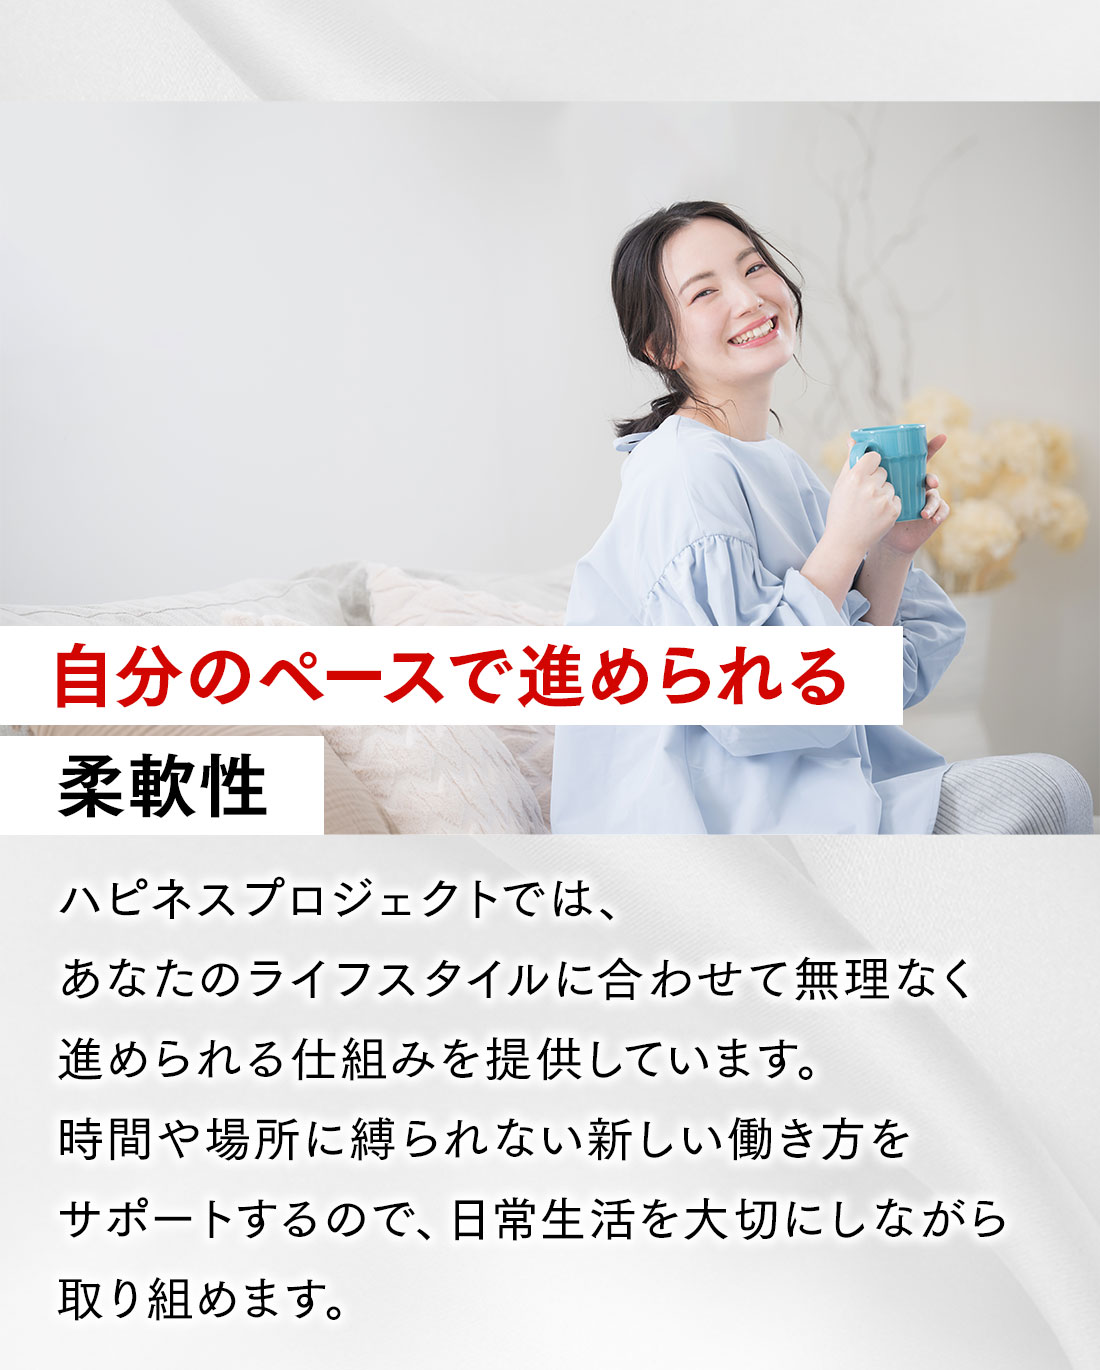 自分のペースで進められる
柔軟性
ハピネスプロジェクトでは、
あなたのライフスタイルに合わせて無理なく
進められる仕組みを提供しています。
時間や場所に縛られない新しい働き方を
サポートするので、日常生活を大切にしながら
取り組めます。